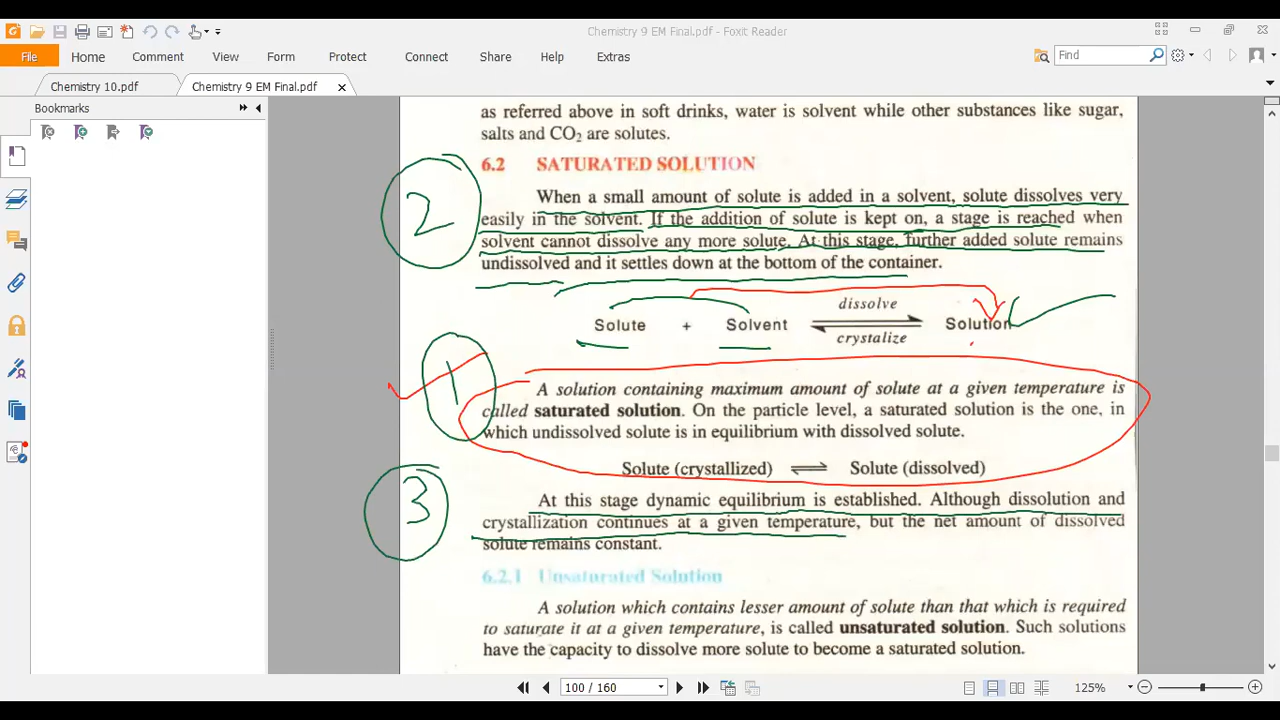 Chemistry 9 EM Final.pdf - Foxit Reader
File Home Comment View Form Protect Connect Share Help Extras Find
Chemistry 10.pdf Chemistry 9 EM Final.pdf
Bookmarks
as referred above in soft drinks, water is solvent while other substances like sugar,
salts and CO₂ are solutes.
6.2 SATURATED SOLUTION
2
When a small amount of solute is added in a solvent, solute dissolves very
easily in the solvent. If the addition of solute is kept on, a stage is reached when
solvent cannot dissolve any more solute. At this stage, further added solute remains
undissolved and it settles down at the bottom of the container.
dissolve
Solute + Solvent ⇌ Solution
crystalize
1
A solution containing maximum amount of solute at a given temperature is
called saturated solution. On the particle level, a saturated solution is the one, in
which undissolved solute is in equilibrium with dissolved solute.
Solute (crystallized) ⇌ Solute (dissolved)
3
At this stage dynamic equilibrium is established. Although dissolution and
crystallization continues at a given temperature, but the net amount of dissolved
solute remains constant.
6.2.1 Unsaturated Solution
A solution which contains lesser amount of solute than that which is required
to saturate it at a given temperature, is called unsaturated solution. Such solutions
have the capacity to dissolve more solute to become a saturated solution.
100 / 160 125%